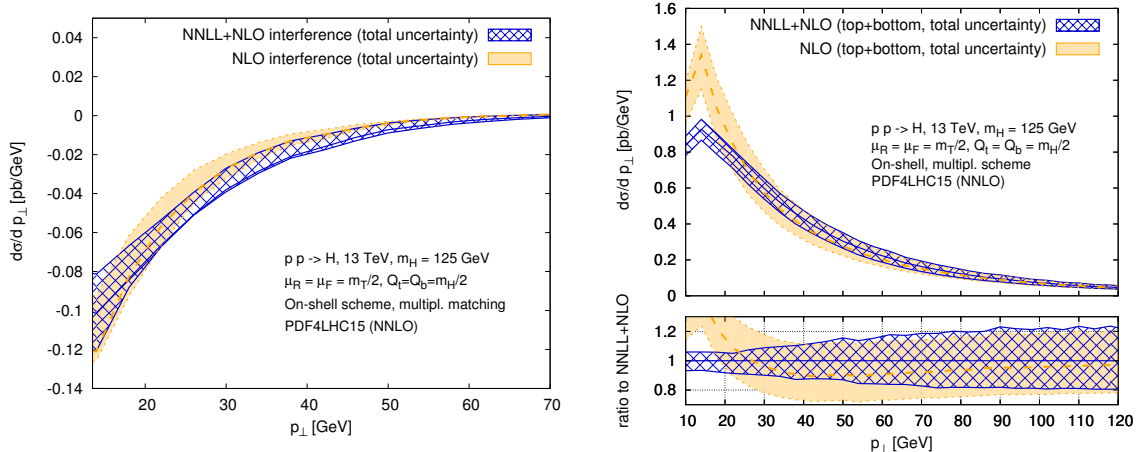 NNLL+NLO interference (total uncertainty)
NLO interference (total uncertainty)
dσ/d p⊥ [pb/GeV]
0.04
0.02
0
-0.02
-0.04
-0.06
-0.08
-0.1
-0.12
-0.14
p p -> H, 13 TeV, mH = 125 GeV
μR = μF = mT/2, Qt=Qb=mH/2
On-shell scheme, multipl. matching
PDF4LHC15 (NNLO)
20 30 40 50 60 70
p⊥ [GeV]
NNLL+NLO (top+bottom, total uncertainty)
NLO (top+bottom, total uncertainty)
dσ/d p⊥ [pb/GeV]
1.6
1.4
1.2
1
0.8
0.6
0.4
0.2
0
p p -> H, 13 TeV, mH = 125 GeV
μR = μF = mT/2, Qt = Qb = mH/2
On-shell, multipl. scheme
PDF4LHC15 (NNLO)
ratio to NNLL+NLO
1.2
1
0.8
10 20 30 40 50 60 70 80 90 100 110 120
p⊥ [GeV]